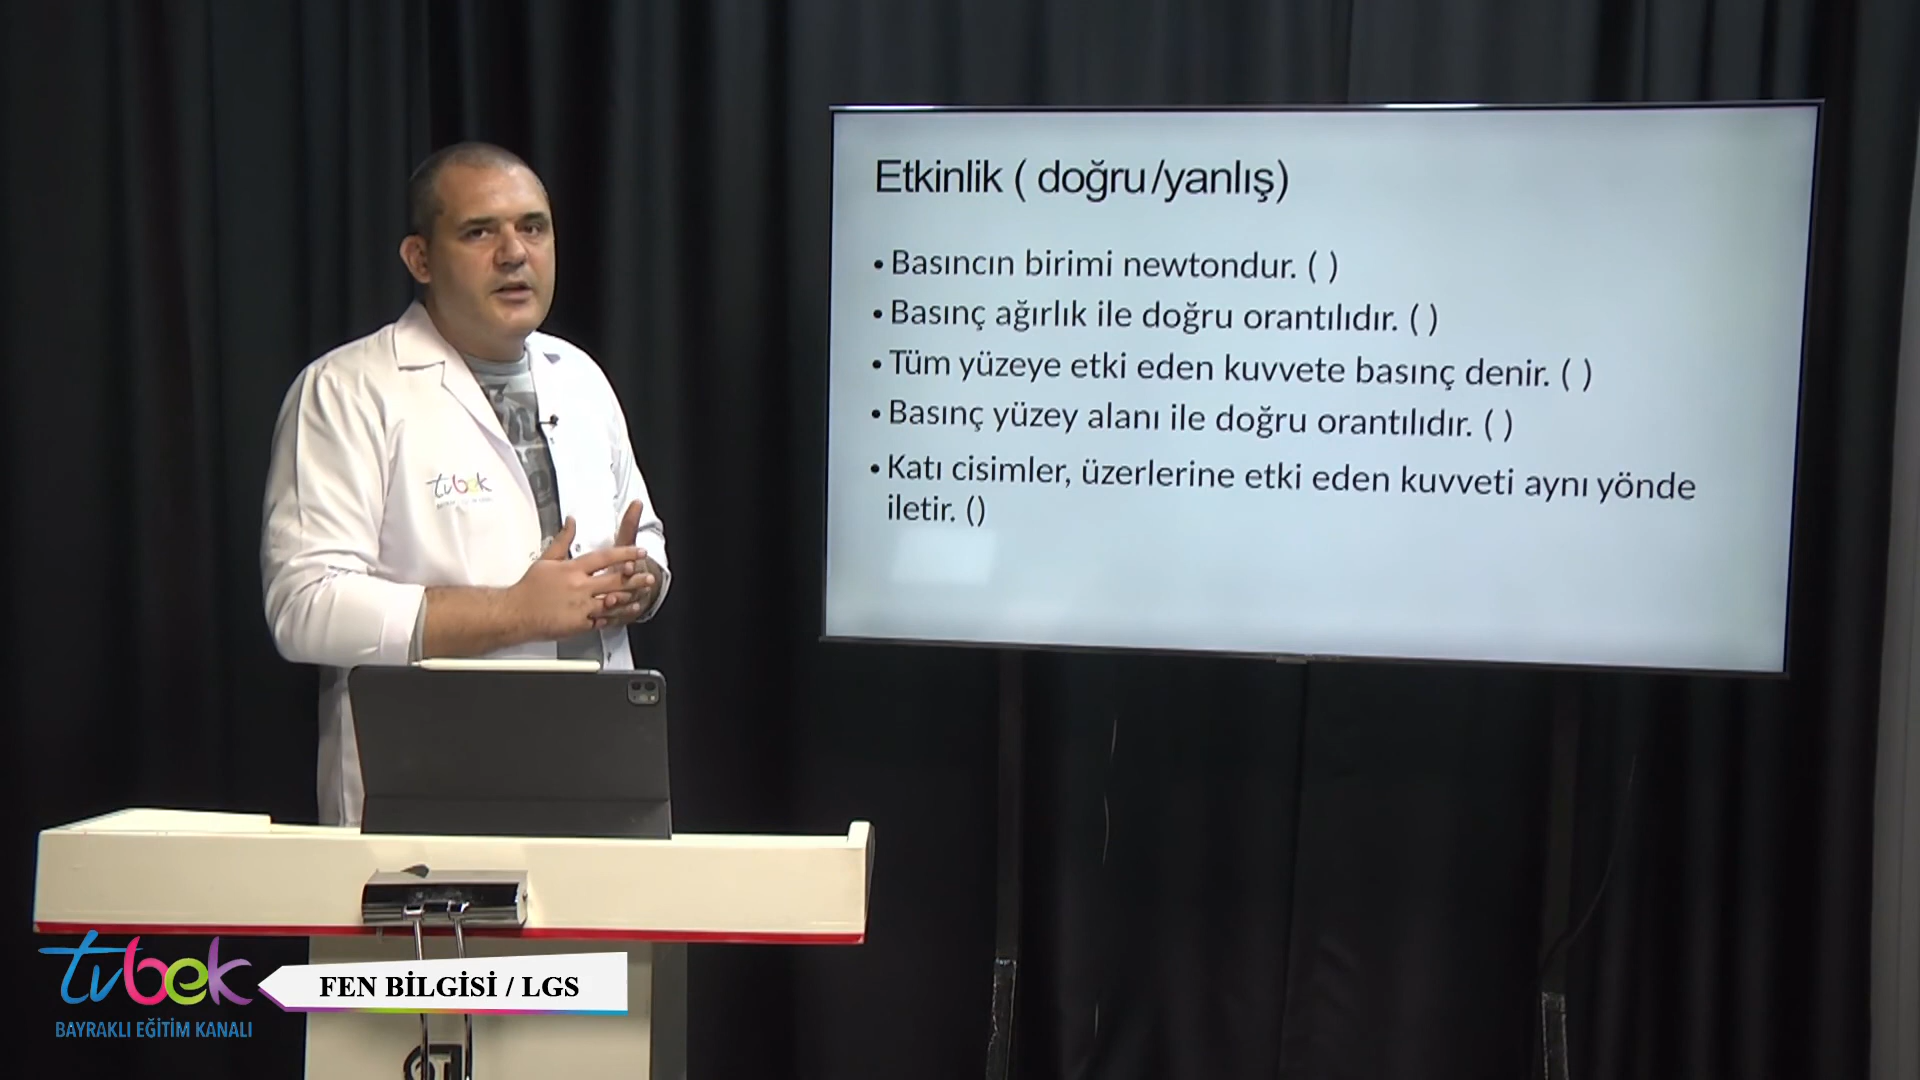 Etkinlik ( doğru/yanlış)
• Basıncın birimi newtondur. ( )
• Basınç ağırlık ile doğru orantılıdır. ( )
• Tüm yüzeye etki eden kuvvete basınç denir. ( )
• Basınç yüzey alanı ile doğru orantılıdır. ( )
• Katı cisimler, üzerlerine etki eden kuvveti aynı yönde
iletir. ()
tvbek
tvbek
FEN BİLGİSİ / LGS
BAYRAKLI EĞİTİM KANALI